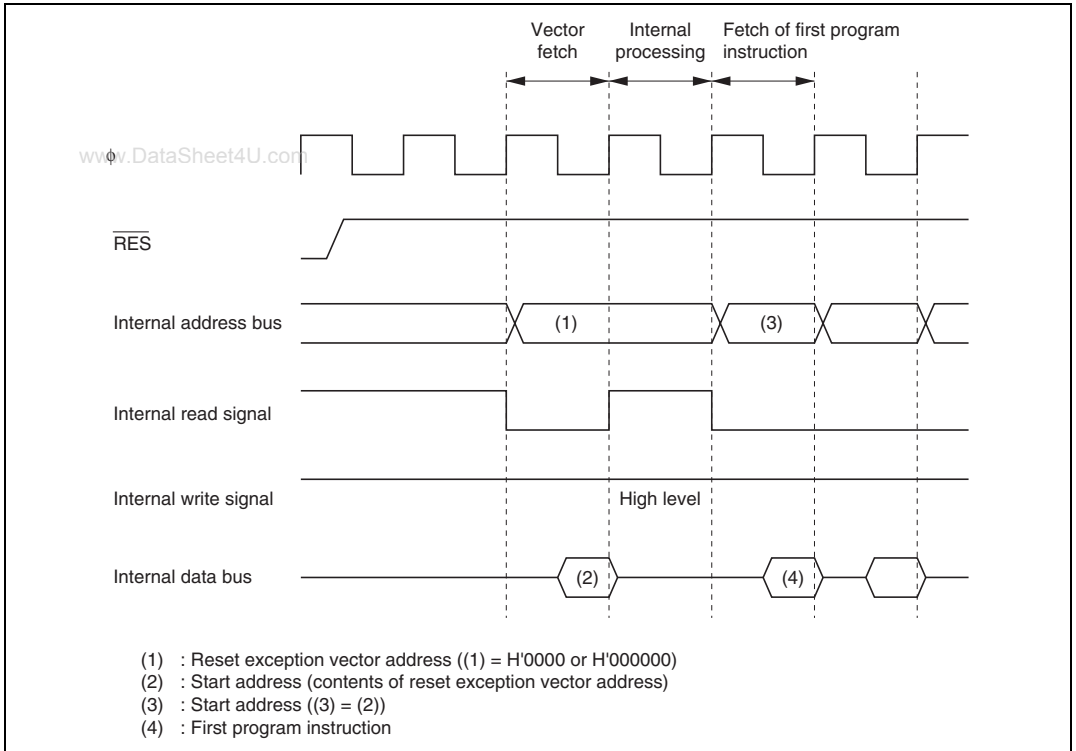 Vector fetch
Internal processing
Fetch of first program instruction
www.DataSheet4U.com
φ
RES
Internal address bus
(1)
(3)
Internal read signal
Internal write signal
High level
Internal data bus
(2)
(4)
(1) : Reset exception vector address ((1) = H'0000 or H'000000)
(2) : Start address (contents of reset exception vector address)
(3) : Start address ((3) = (2))
(4) : First program instruction